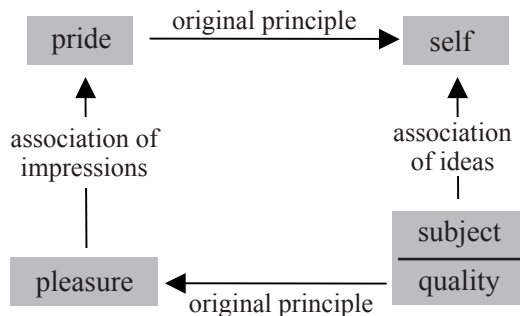 original principle
pride
self
association of
impressions
association
of ideas
subject
quality
pleasure
original principle